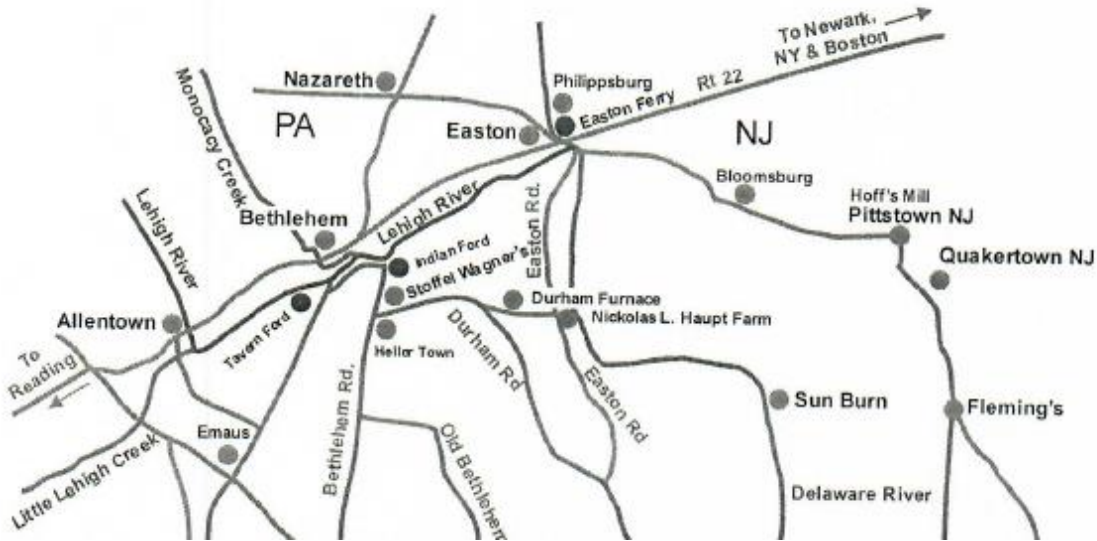 To Newark,
NY & Boston
Nazareth
Philippsburg
Rt 22
Monocacy Creek
PA
Easton
Easton Ferry
NJ
Bloomsburg
Hoff's Mill
Pittstown NJ
Lehigh River
Bethlehem
Lehigh River
Easton Rd.
Indian Ford
Quakertown NJ
Stoffel Wagner's
Durham Furnace
Nickolas L. Haupt Farm
Allentown
Tavern Ford
Heller Town
Durham Rd
To
Reading
Easton Rd
Sun Burn
Fleming's
Emaus
Bethlehem Rd.
Old Bethlehem
Little Lehigh Creek
Delaware River